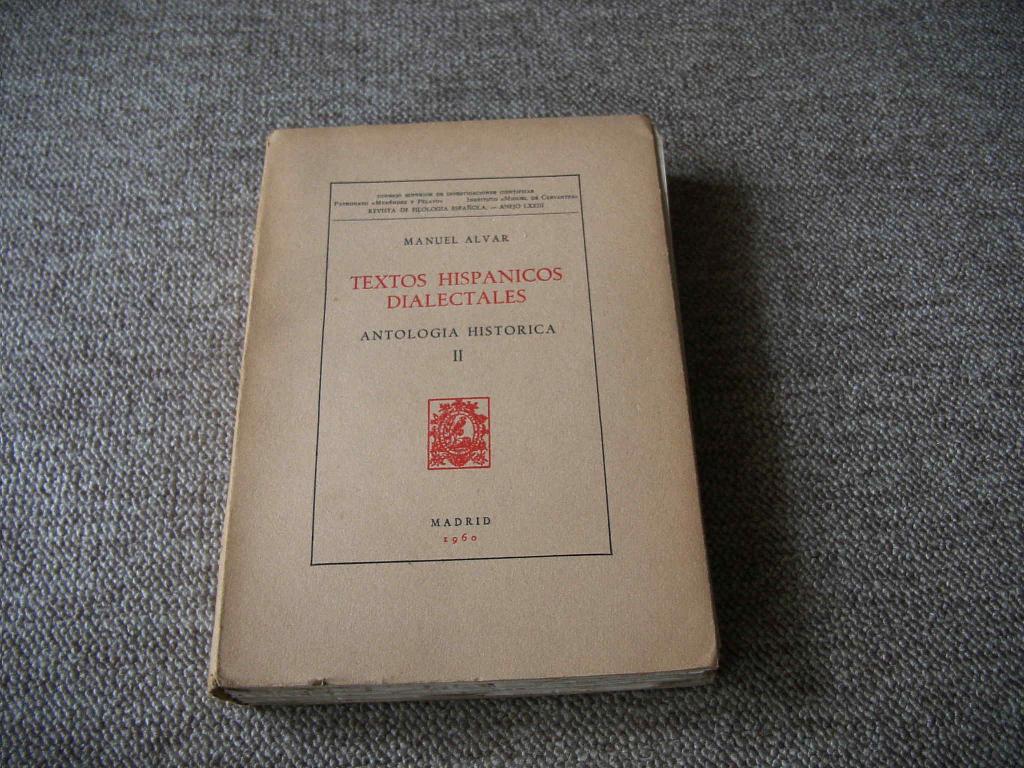 CONSEJO SUPERIOR DE INVESTIGACIONES CIENTIFICAS
PATRONATO «MENÉNDEZ Y PELAYO» INSTITUTO «MIGUEL DE CERVANTES»
REVISTA DE FILOLOGIA ESPAÑOLA. — ANEJO LXXIII
MANUEL ALVAR
TEXTOS HISPANICOS
DIALECTALES
ANTOLOGIA HISTORICA
II
MADRID
1960